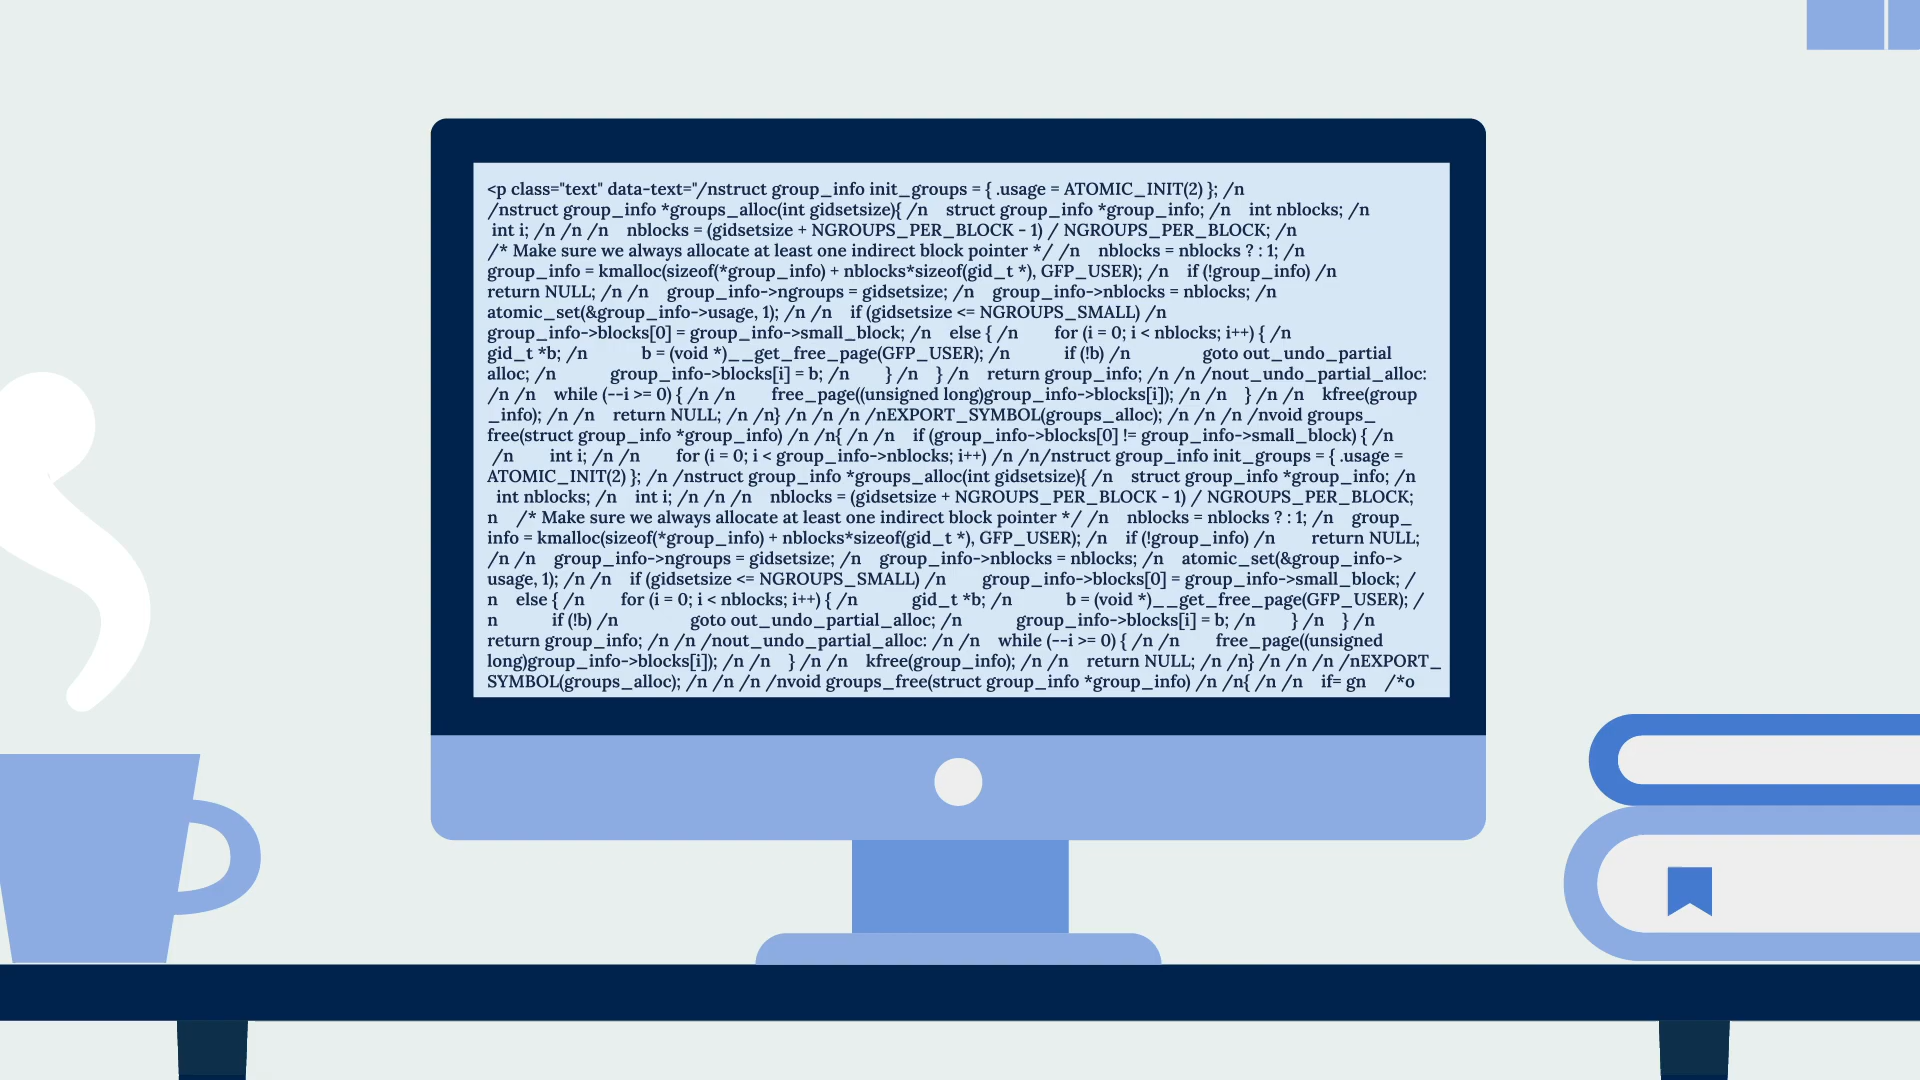 <p class="text" data-text="/nstruct group_info init_groups = { .usage = ATOMIC_INIT(2) }; /n
/nstruct group_info *groups_alloc(int gidsetsize){ /n    struct group_info *group_info; /n    int nblocks; /n
 int i; /n /n /n    nblocks = (gidsetsize + NGROUPS_PER_BLOCK - 1) / NGROUPS_PER_BLOCK; /n
/* Make sure we always allocate at least one indirect block pointer */ /n    nblocks = nblocks ? : 1; /n
group_info = kmalloc(sizeof(*group_info) + nblocks*sizeof(gid_t *), GFP_USER); /n    if (!group_info) /n
return NULL; /n /n    group_info->ngroups = gidsetsize; /n    group_info->nblocks = nblocks; /n
atomic_set(&group_info->usage, 1); /n /n    if (gidsetsize <= NGROUPS_SMALL) /n
group_info->blocks[0] = group_info->small_block; /n    else { /n        for (i = 0; i < nblocks; i++) { /n
gid_t *b; /n            b = (void *)__get_free_page(GFP_USER); /n            if (!b) /n                goto out_undo_partial
alloc; /n            group_info->blocks[i] = b; /n        } /n    } /n    return group_info; /n /n /nout_undo_partial_alloc:
/n /n    while (--i >= 0) { /n /n        free_page((unsigned long)group_info->blocks[i]); /n /n    } /n /n    kfree(group
_info); /n /n    return NULL; /n /n} /n /n /n /nEXPORT_SYMBOL(groups_alloc); /n /n /n /nvoid groups_
free(struct group_info *group_info) /n /n{ /n /n    if (group_info->blocks[0] != group_info->small_block) { /n
 /n        int i; /n /n        for (i = 0; i < group_info->nblocks; i++) /n /n/nstruct group_info init_groups = { .usage =
ATOMIC_INIT(2) }; /n /nstruct group_info *groups_alloc(int gidsetsize){ /n    struct group_info *group_info; /n
  int nblocks; /n    int i; /n /n /n    nblocks = (gidsetsize + NGROUPS_PER_BLOCK - 1) / NGROUPS_PER_BLOCK;
n    /* Make sure we always allocate at least one indirect block pointer */ /n    nblocks = nblocks ? : 1; /n    group_
info = kmalloc(sizeof(*group_info) + nblocks*sizeof(gid_t *), GFP_USER); /n    if (!group_info) /n        return NULL;
/n /n    group_info->ngroups = gidsetsize; /n    group_info->nblocks = nblocks; /n    atomic_set(&group_info->
usage, 1); /n /n    if (gidsetsize <= NGROUPS_SMALL) /n        group_info->blocks[0] = group_info->small_block; /
n    else { /n        for (i = 0; i < nblocks; i++) { /n            gid_t *b; /n            b = (void *)__get_free_page(GFP_USER); /
n            if (!b) /n                goto out_undo_partial_alloc; /n            group_info->blocks[i] = b; /n        } /n    } /n
return group_info; /n /n /nout_undo_partial_alloc: /n /n    while (--i >= 0) { /n /n        free_page((unsigned
long)group_info->blocks[i]); /n /n    } /n /n    kfree(group_info); /n /n    return NULL; /n /n} /n /n /n /nEXPORT_
SYMBOL(groups_alloc); /n /n /n /nvoid groups_free(struct group_info *group_info) /n /n{ /n /n    if= gn    /*o